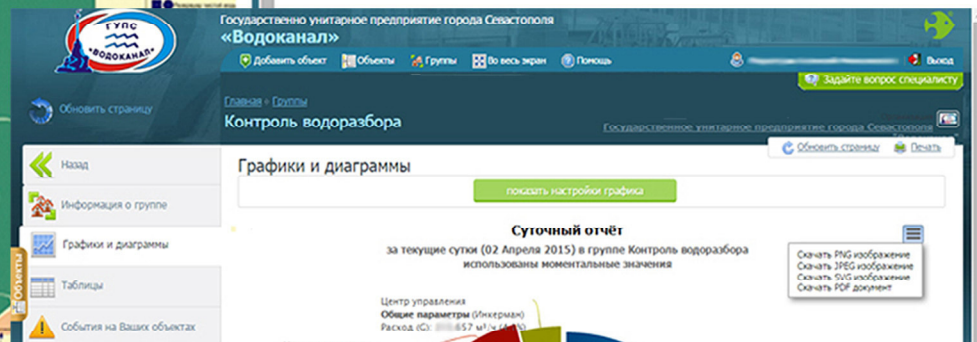 ГУПС
«ВОДОКАНАЛ»
Государственно унитарное предприятие города Севастополя
«Водоканал»
Добавить объект Объекты Группы Во весь экран Помощь Выход
Задайте вопрос специалисту
Обновить страницу
Главная » Группы
Контроль водоразбора
Государственное унитарное предприятие города Севастополя
Обновить страницу Печать
Назад
Информация о группе
Графики и диаграммы
Таблицы
События на Ваших объектах
Объекты
Графики и диаграммы
показать настройки графика
Суточный отчёт
за текущие сутки (02 Апреля 2015) в группе Контроль водоразбора
использованы моментальные значения
Скачать PNG изображение
Скачать JPEG изображение
Скачать SVG изображение
Скачать PDF документ
Центр управления
Общие параметры (Инкерман)
Расход (G): 657 м³/ч